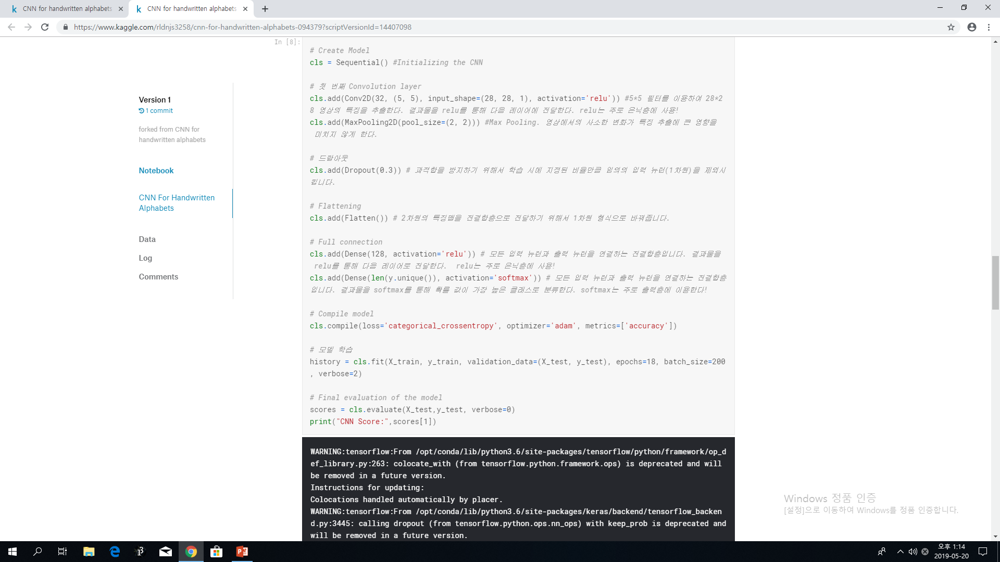 CNN for handwritten alphabets
CNN for handwritten alphabets
https://www.kaggle.com/rldnjs3258/cnn-for-handwritten-alphabets-094379?scriptVersionId=14407098
Version 1
1 commit
forked from CNN for
handwritten alphabets
Notebook
CNN For Handwritten
Alphabets
Data
Log
Comments
In [8]:
# Create Model
cls = Sequential() #Initializing the CNN
# 첫 번째 Convolution layer
cls.add(Conv2D(32, (5, 5), input_shape=(28, 28, 1), activation='relu')) #5*5 필터를 이용하여 28*2
8 영상의 특징을 추출한다. 결과물을 relu를 통해 다음 레이어에 전달한다. relu는 주로 은닉층에 사용!
cls.add(MaxPooling2D(pool_size=(2, 2))) #Max Pooling. 영상에서의 사소한 변화가 특징 추출에 큰 영향을
미치지 않게 한다.
# 드랍아웃
cls.add(Dropout(0.3)) # 과적합을 방지하기 위해서 학습 시에 지정된 비율만큼 임의의 입력 뉴런(1차원)을 제외시
킵니다.
# Flattening
cls.add(Flatten()) # 2차원의 특징맵을 전결합층으로 전달하기 위해서 1차원 형식으로 바꿔줍니다.
# Full connection
cls.add(Dense(128, activation='relu')) # 모든 입력 뉴런과 출력 뉴런을 연결하는 전결합층입니다. 결과물을
relu를 통해 다음 레이어로 전달한다.  relu는 주로 은닉층에 사용!
cls.add(Dense(len(y.unique()), activation='softmax')) # 모든 입력 뉴런과 출력 뉴런을 연결하는 전결합층
입니다. 결과물을 softmax를 통해 확률 값이 가장 높은 클래스로 분류한다. softmax는 주로 출력층에 이용한다!
# Compile model
cls.compile(loss='categorical_crossentropy', optimizer='adam', metrics=['accuracy'])
# 모델 학습
history = cls.fit(X_train, y_train, validation_data=(X_test, y_test), epochs=18, batch_size=200
, verbose=2)
# Final evaluation of the model
scores = cls.evaluate(X_test,y_test, verbose=0)
print("CNN Score:",scores[1])
WARNING:tensorflow:From /opt/conda/lib/python3.6/site-packages/tensorflow/python/framework/op_d
ef_library.py:263: colocate_with (from tensorflow.python.framework.ops) is deprecated and will
be removed in a future version.
Instructions for updating:
Colocations handled automatically by placer.
WARNING:tensorflow:From /opt/conda/lib/python3.6/site-packages/keras/backend/tensorflow_backen
d.py:3445: calling dropout (from tensorflow.python.ops.nn_ops) with keep_prob is deprecated and
will be removed in a future version.
Windows 정품 인증
[설정]으로 이동하여 Windows를 정품 인증합니다.
오후 1:14
2019-05-20